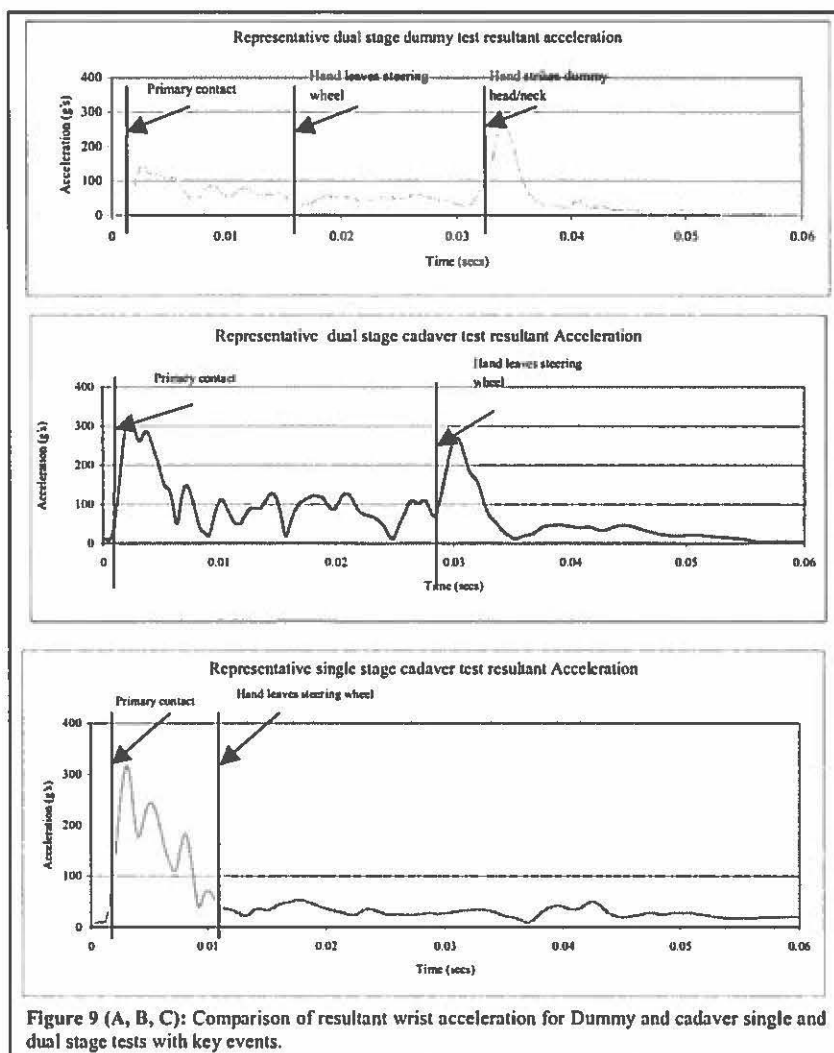 Representative dual stage dummy test resultant acceleration
Primary contact
Hand leaves steering
wheel
Hand strikes dummy
head/neck
Acceleration (g's)
400
300
200
100
0
0 0.01 0.02 0.03 0.04 0.05 0.06
Time (secs)
Representative dual stage cadaver test resultant Acceleration
Primary contact
Hand leaves steering
wheel
Acceleration (g's)
400
300
200
100
0
0 0.01 0.02 0.03 0.04 0.05 0.06
Time (secs)
Representative single stage cadaver test resultant Acceleration
Primary contact
Hand leaves steering wheel
Acceleration (g's)
400
300
200
100
0
0 0.01 0.02 0.03 0.04 0.05 0.06
Time (secs)
Figure 9 (A, B, C): Comparison of resultant wrist acceleration for Dummy and cadaver single and
dual stage tests with key events.